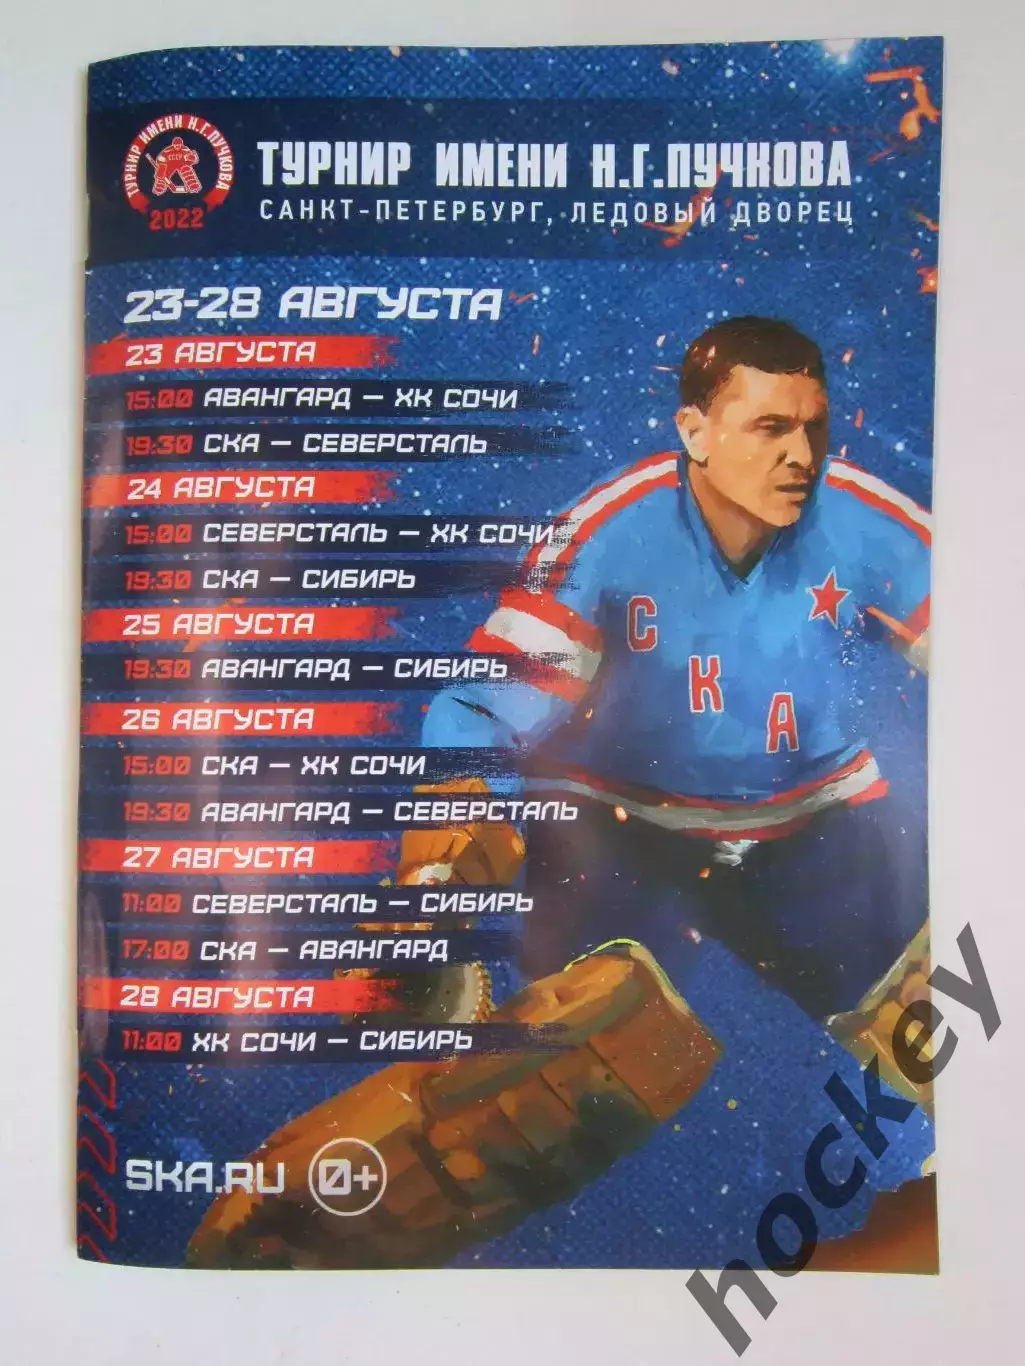 ТУРНИР ИМЕНИ Н.Г.ПУЧКОВА
СССР
2022
ТУРНИР ИМЕНИ Н.Г.ПУЧКОВА
САНКТ-ПЕТЕРБУРГ, ЛЕДОВЫЙ ДВОРЕЦ
23-28 АВГУСТА
23 АВГУСТА
15:00 АВАНГАРД – ХК СОЧИ
19:30 СКА – СЕВЕРСТАЛЬ
24 АВГУСТА
15:00 СЕВЕРСТАЛЬ – ХК СОЧИ
19:30 СКА – СИБИРЬ
25 АВГУСТА
19:30 АВАНГАРД – СИБИРЬ
26 АВГУСТА
15:00 СКА – ХК СОЧИ
19:30 АВАНГАРД – СЕВЕРСТАЛЬ
27 АВГУСТА
11:00 СЕВЕРСТАЛЬ – СИБИРЬ
17:00 СКА – АВАНГАРД
28 АВГУСТА
11:00 ХК СОЧИ – СИБИРЬ
СКА
SKA.RU 0+
hockey